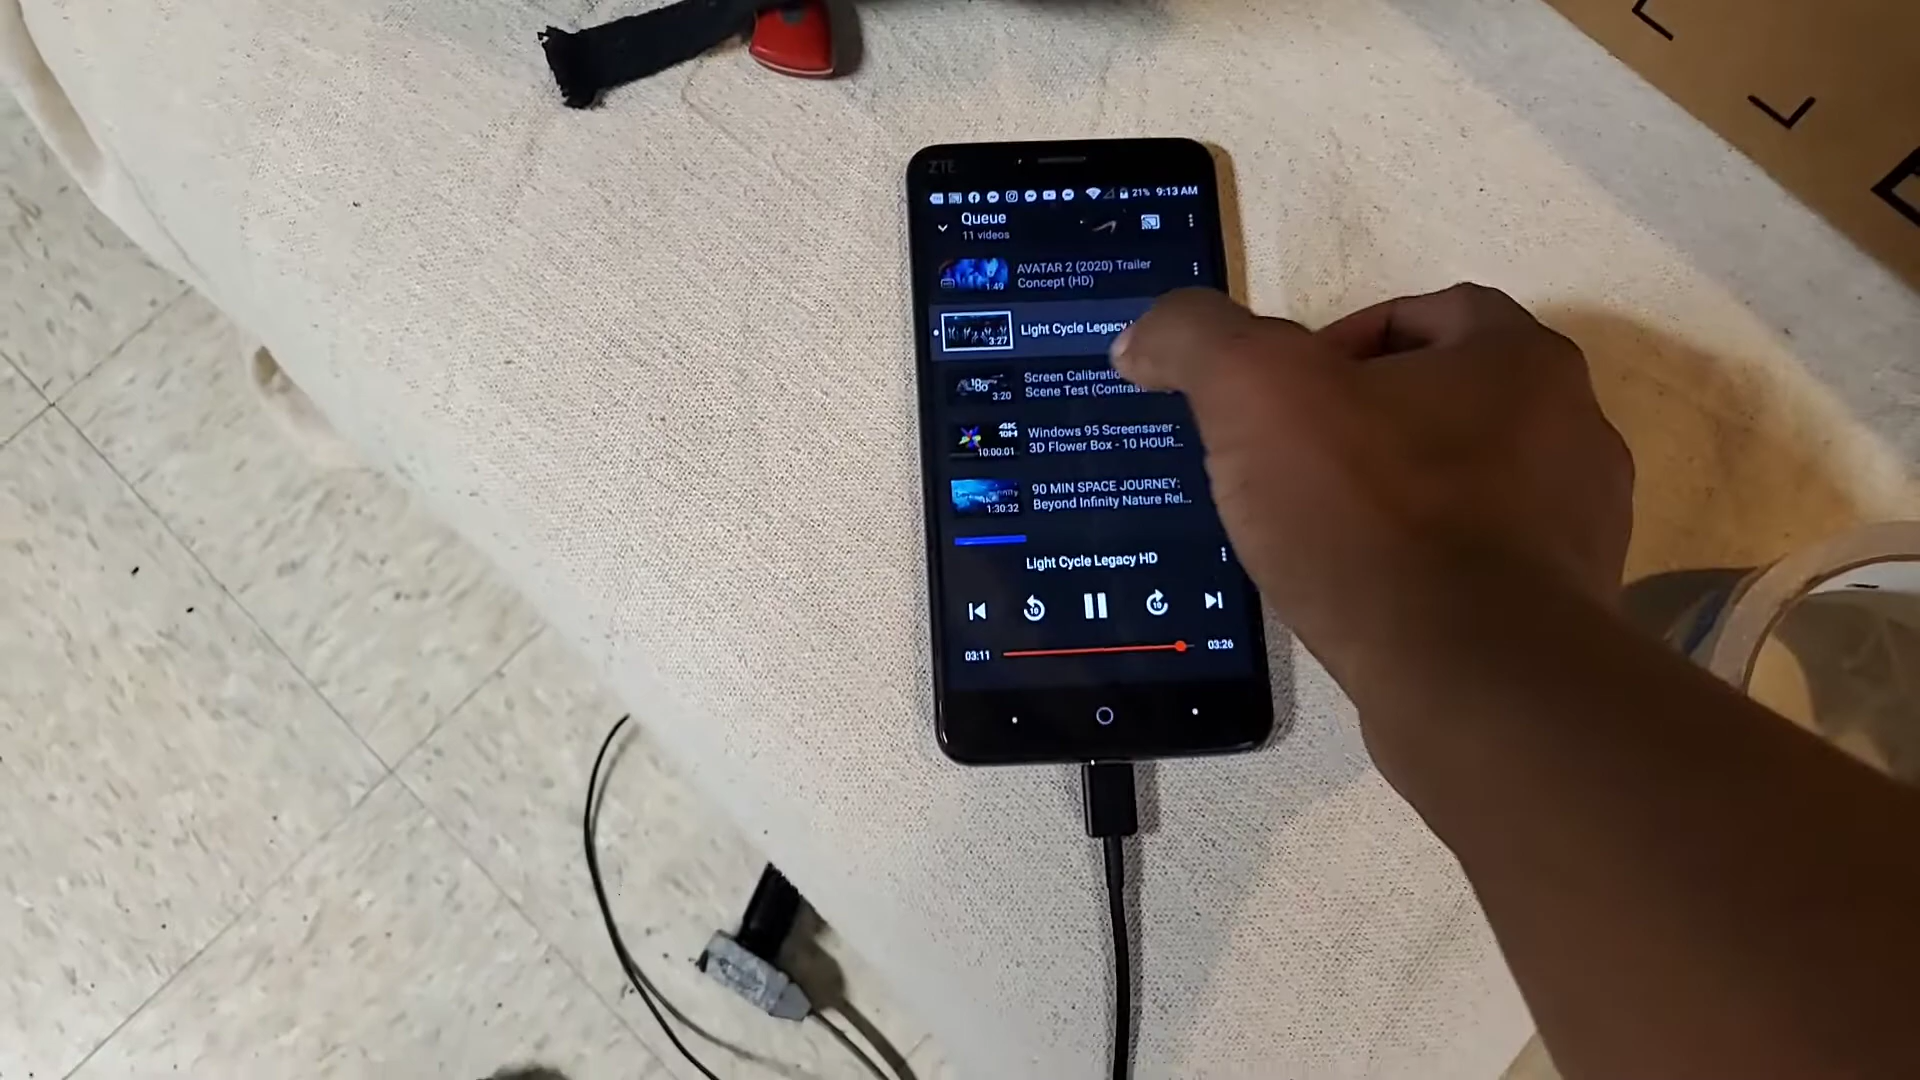 ZTE
21% 9:13 AM
Queue
11 videos
AVATAR 2 (2020) Trailer
Concept (HD)
1:49
Light Cycle Legacy
3:27
Screen Calibratio
Scene Test (Contras
3:20
Windows 95 Screensaver -
3D Flower Box - 10 HOUR...
4K
10H
10:00:01
90 MIN SPACE JOURNEY:
Beyond Infinity Nature Rel...
1:30:32
Light Cycle Legacy HD
10
10
03:11
03:26